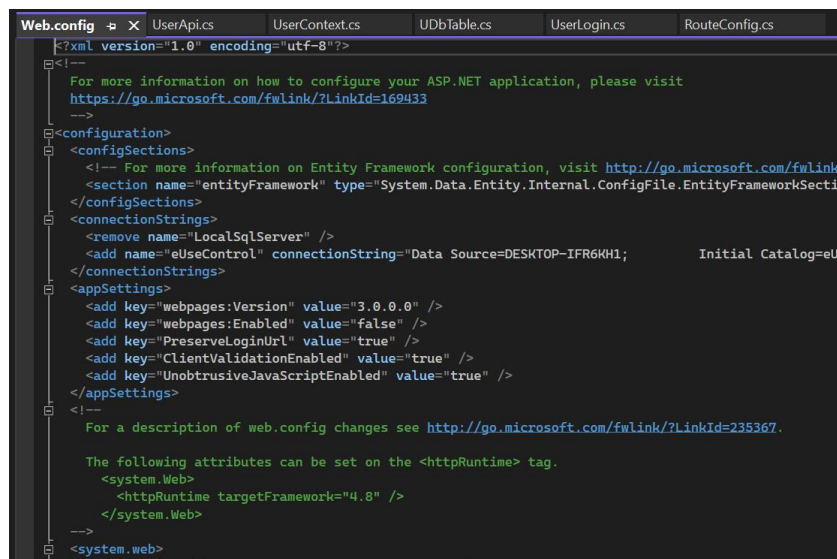 Web.config UserApi.cs UserContext.cs UDbTable.cs UserLogin.cs RouteConfig.cs
<?xml version="1.0" encoding="utf-8"?>
<!--
For more information on how to configure your ASP.NET application, please visit
https://go.microsoft.com/fwlink/?LinkId=169433
-->
<configuration>
<configSections>
<!-- For more information on Entity Framework configuration, visit http://go.microsoft.com/fwlink
<section name="entityFramework" type="System.Data.Entity.Internal.ConfigFile.EntityFrameworkSecti
</configSections>
<connectionStrings>
<remove name="LocalSqlServer" />
<add name="eUseControl" connectionString="Data Source=DESKTOP-IFR6KH1; Initial Catalog=eU
</connectionStrings>
<appSettings>
<add key="webpages:Version" value="3.0.0.0" />
<add key="webpages:Enabled" value="false" />
<add key="PreserveLoginUrl" value="true" />
<add key="ClientValidationEnabled" value="true" />
<add key="UnobtrusiveJavaScriptEnabled" value="true" />
</appSettings>
<!--
For a description of web.config changes see http://go.microsoft.com/fwlink/?LinkId=235367.
The following attributes can be set on the <httpRuntime> tag.
<system.Web>
<httpRuntime targetFramework="4.8" />
</system.Web>
-->
<system.web>